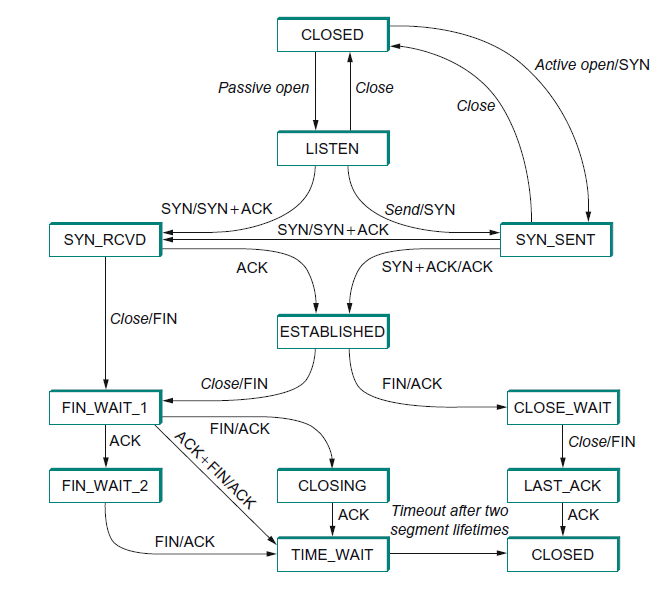 CLOSED
Active open/SYN
Passive open
Close
Close
LISTEN
SYN/SYN+ACK
Send/SYN
SYN/SYN+ACK
SYN_RCVD
SYN_SENT
ACK
SYN+ACK/ACK
Close/FIN
ESTABLISHED
Close/FIN
FIN/ACK
FIN_WAIT_1
CLOSE_WAIT
FIN/ACK
ACK
ACK+FIN/ACK
Close/FIN
FIN_WAIT_2
CLOSING
LAST_ACK
ACK
Timeout after two
segment lifetimes
ACK
FIN/ACK
TIME_WAIT
CLOSED